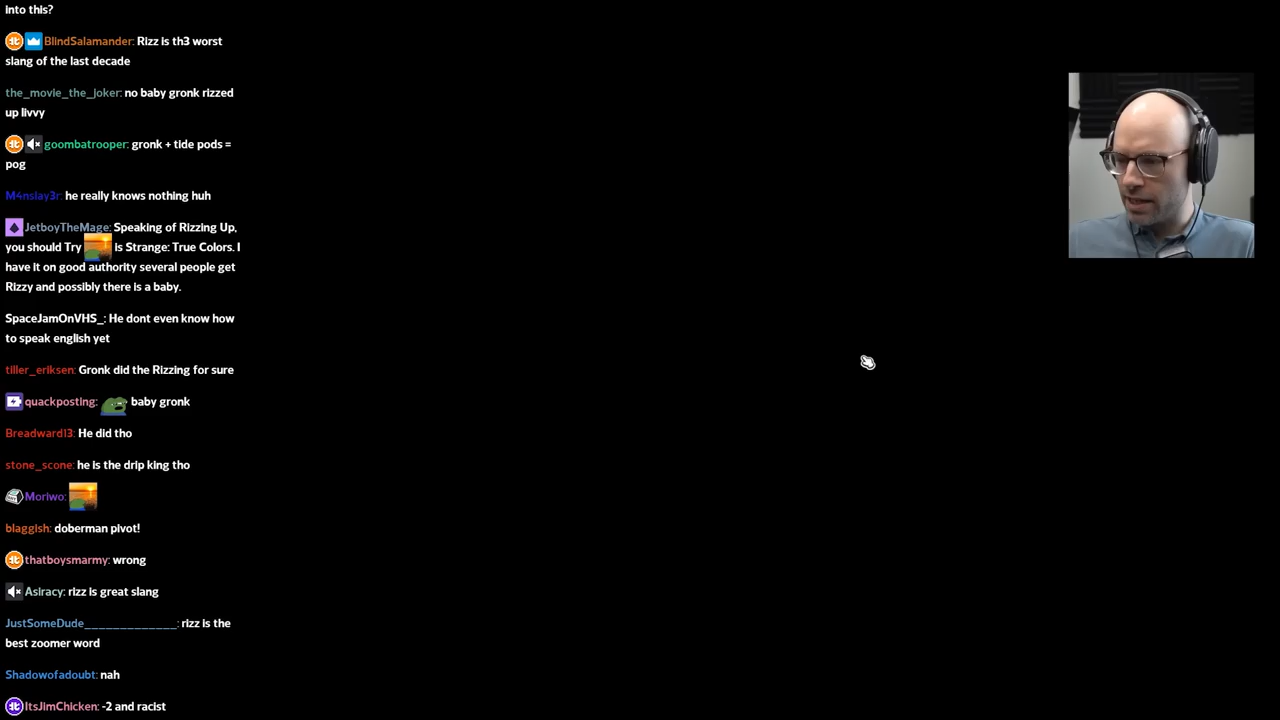 into this?
BlindSalamander: Rizz is th3 worst
slang of the last decade
the_movie_the_joker: no baby gronk rizzed
up livvy
goombatrooper: gronk + tide pods =
pog
M4nslay3r: he really knows nothing huh
JetboyTheMage: Speaking of Rizzing Up,
you should Try is Strange: True Colors. I
have it on good authority several people get
Rizzy and possibly there is a baby.
SpaceJamOnVHS_: He dont even know how
to speak english yet
tiller_eriksen: Gronk did the Rizzing for sure
quackposting: baby gronk
Breadward13: He did tho
stone_scone: he is the drip king tho
Moriwo:
blaggish: doberman pivot!
thatboysmarmy: wrong
Asiracy: rizz is great slang
JustSomeDude_____________: rizz is the
best zoomer word
Shadowofadoubt: nah
ItsJimChicken: -2 and racist